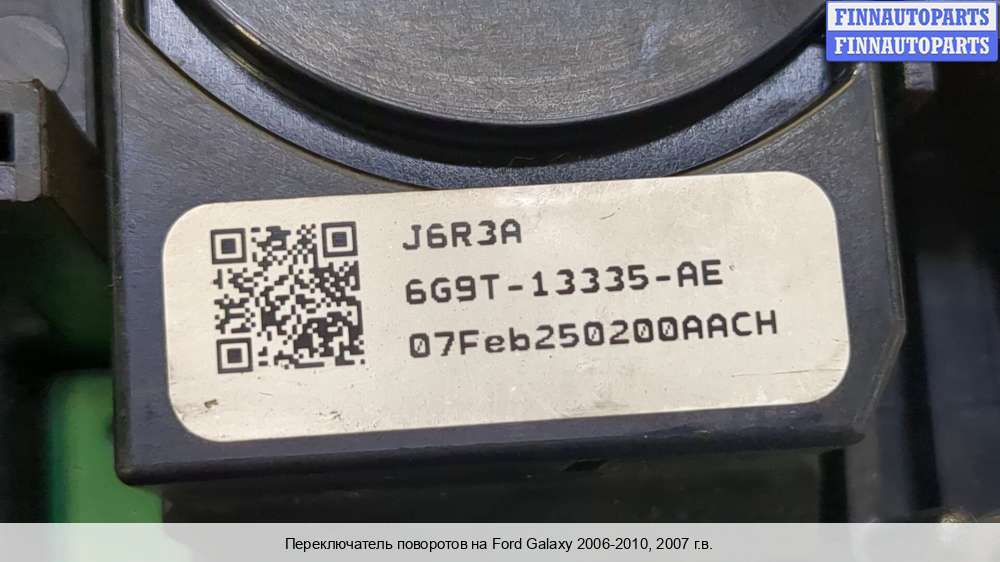 FINNAUTOPARTS
FINNAUTOPARTS
J6R3A
6G9T-13335-AE
07Feb250200AACH
Переключатель поворотов на Ford Galaxy 2006-2010, 2007 г.в.